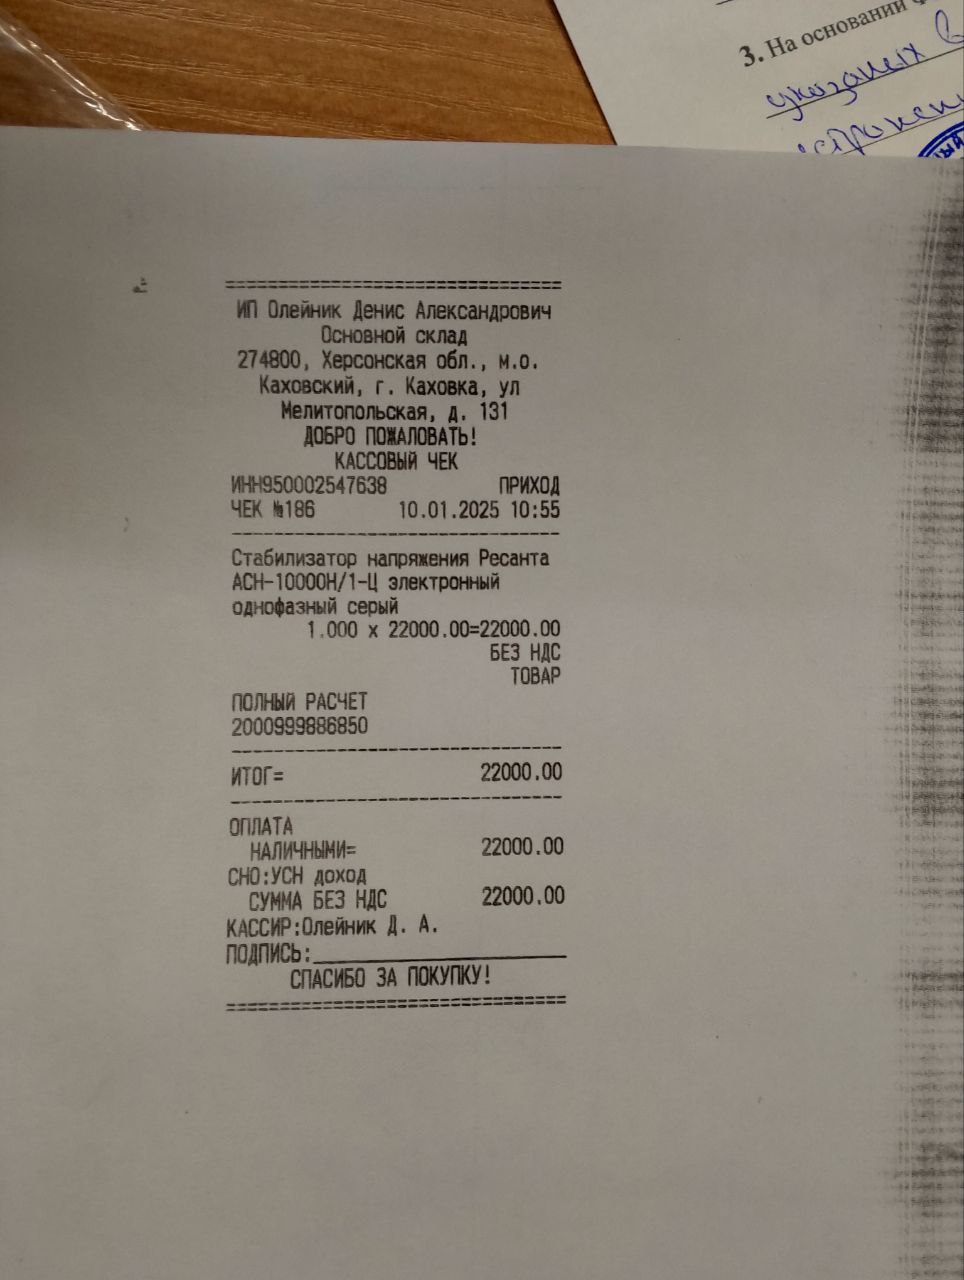 3. На основании
указаных в
ный
================================
ИП Олейник Денис Александрович
Основной склад
274800, Херсонская обл., м.о.
Каховский, г. Каховка, ул
Мелитопольская, д. 131
ДОБРО ПОЖАЛОВАТЬ!
КАССОВЫЙ ЧЕК
ИНН950002547638 ПРИХОД
ЧЕК №186 10.01.2025 10:55
--------------------------------
Стабилизатор напряжения Ресанта
АСН-10000Н/1-Ц электронный
однофазный серый
1.000 x 22000.00=22000.00
БЕЗ НДС
ТОВАР
ПОЛНЫЙ РАСЧЕТ
2000999886850
--------------------------------
ИТОГ= 22000.00
--------------------------------
ОПЛАТА
НАЛИЧНЫМИ= 22000.00
СНО:УСН доход
СУММА БЕЗ НДС 22000.00
КАССИР:Олейник Д. А.
ПОДПИСЬ:________________________
СПАСИБО ЗА ПОКУПКУ!
================================